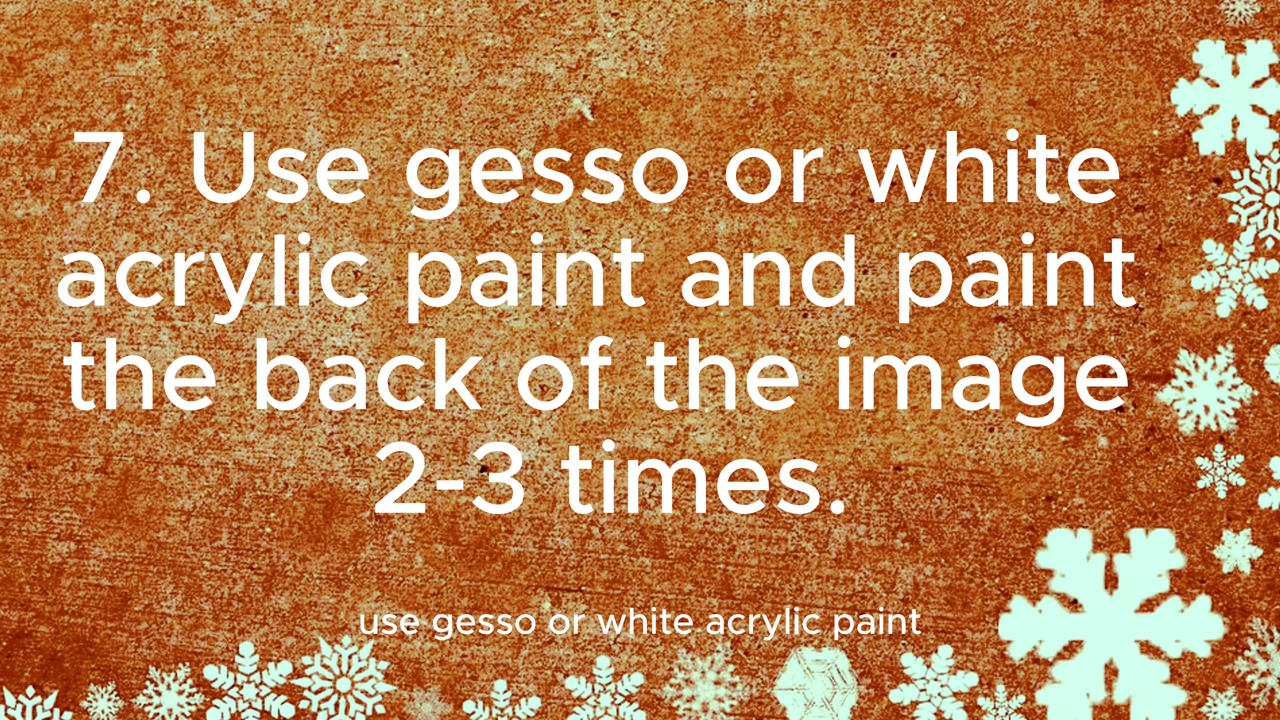 7. Use gesso or white
acrylic paint and paint
the back of the image
2-3 times.
use gesso or white acrylic paint